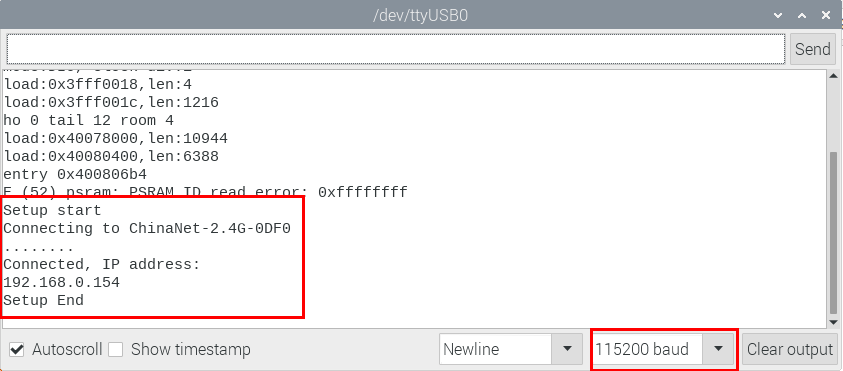 /dev/ttyUSB0
Send
load:0x3fff0018,len:4
load:0x3fff001c,len:1216
ho 0 tail 12 room 4
load:0x40078000,len:10944
load:0x40080400,len:6388
entry 0x400806b4
E (52) psram: PSRAM ID read error: 0xffffffff
Setup start
Connecting to ChinaNet-2.4G-0DF0
........
Connected, IP address:
192.168.0.154
Setup End
Autoscroll Show timestamp Newline 115200 baud Clear output